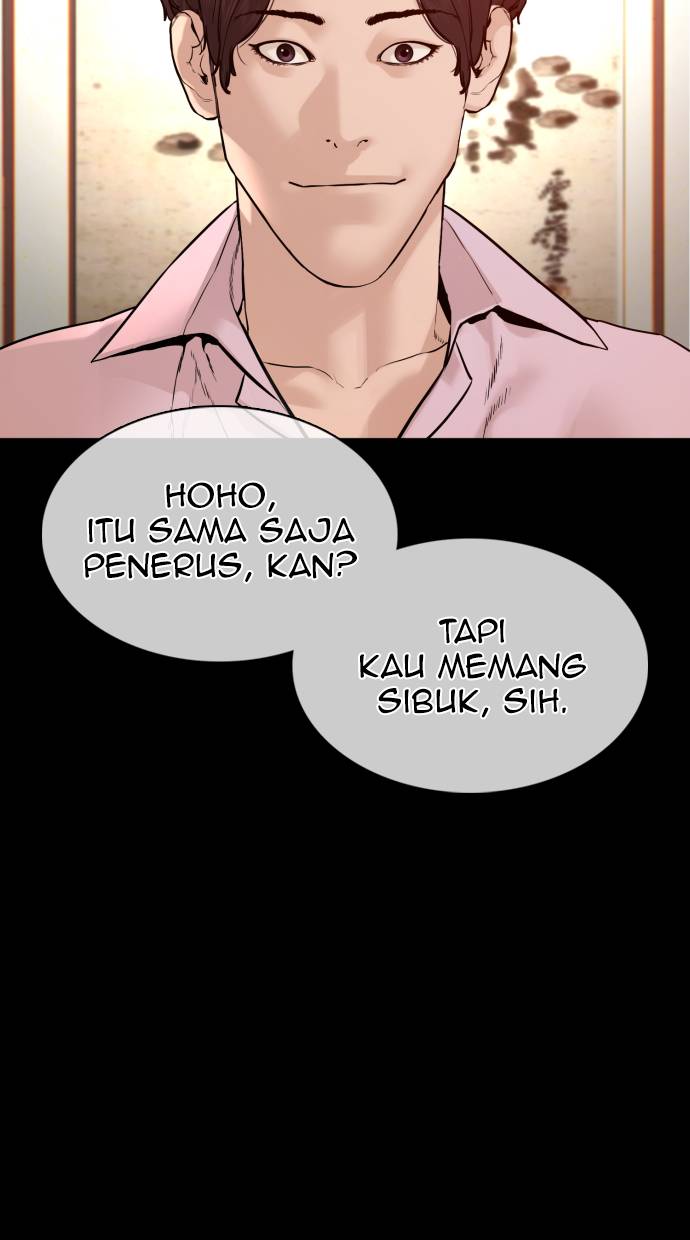 HOHO,
ITU SAMA SAJA
PENERUS, KAN?
TAPI
KAU MEMANG
SIBUK, SIH.